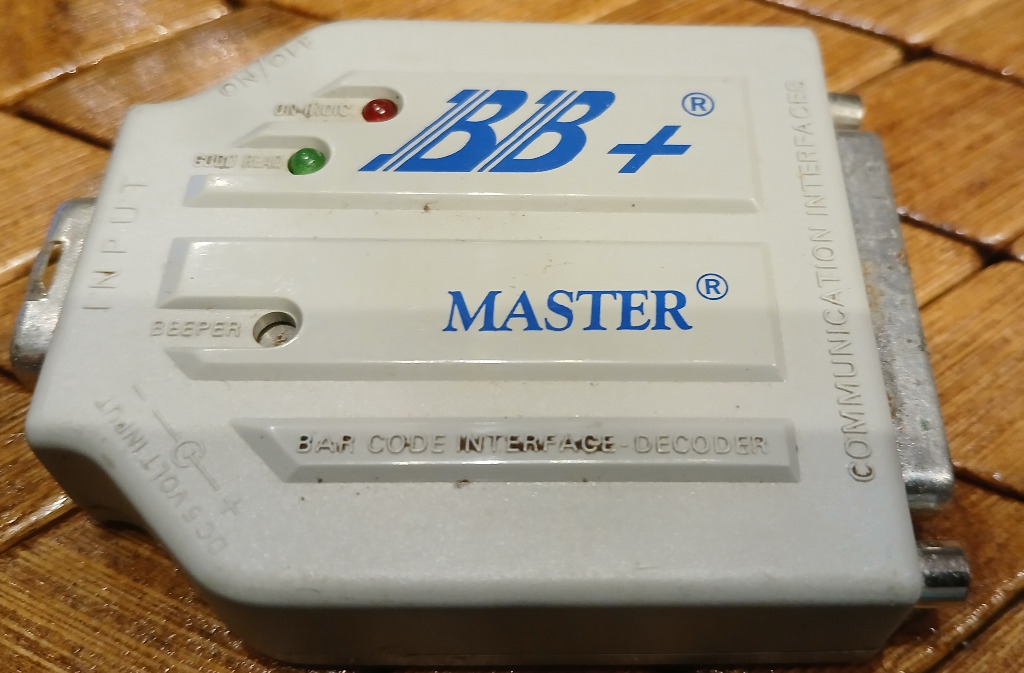 ON/OFF
GOOD READ
BB+®
INPUT
MASTER®
BEEPER
BAR CODE INTERFACE-DECODER
DC 5 VOLT INPUT
- +
COMMUNICATION INTERFACES